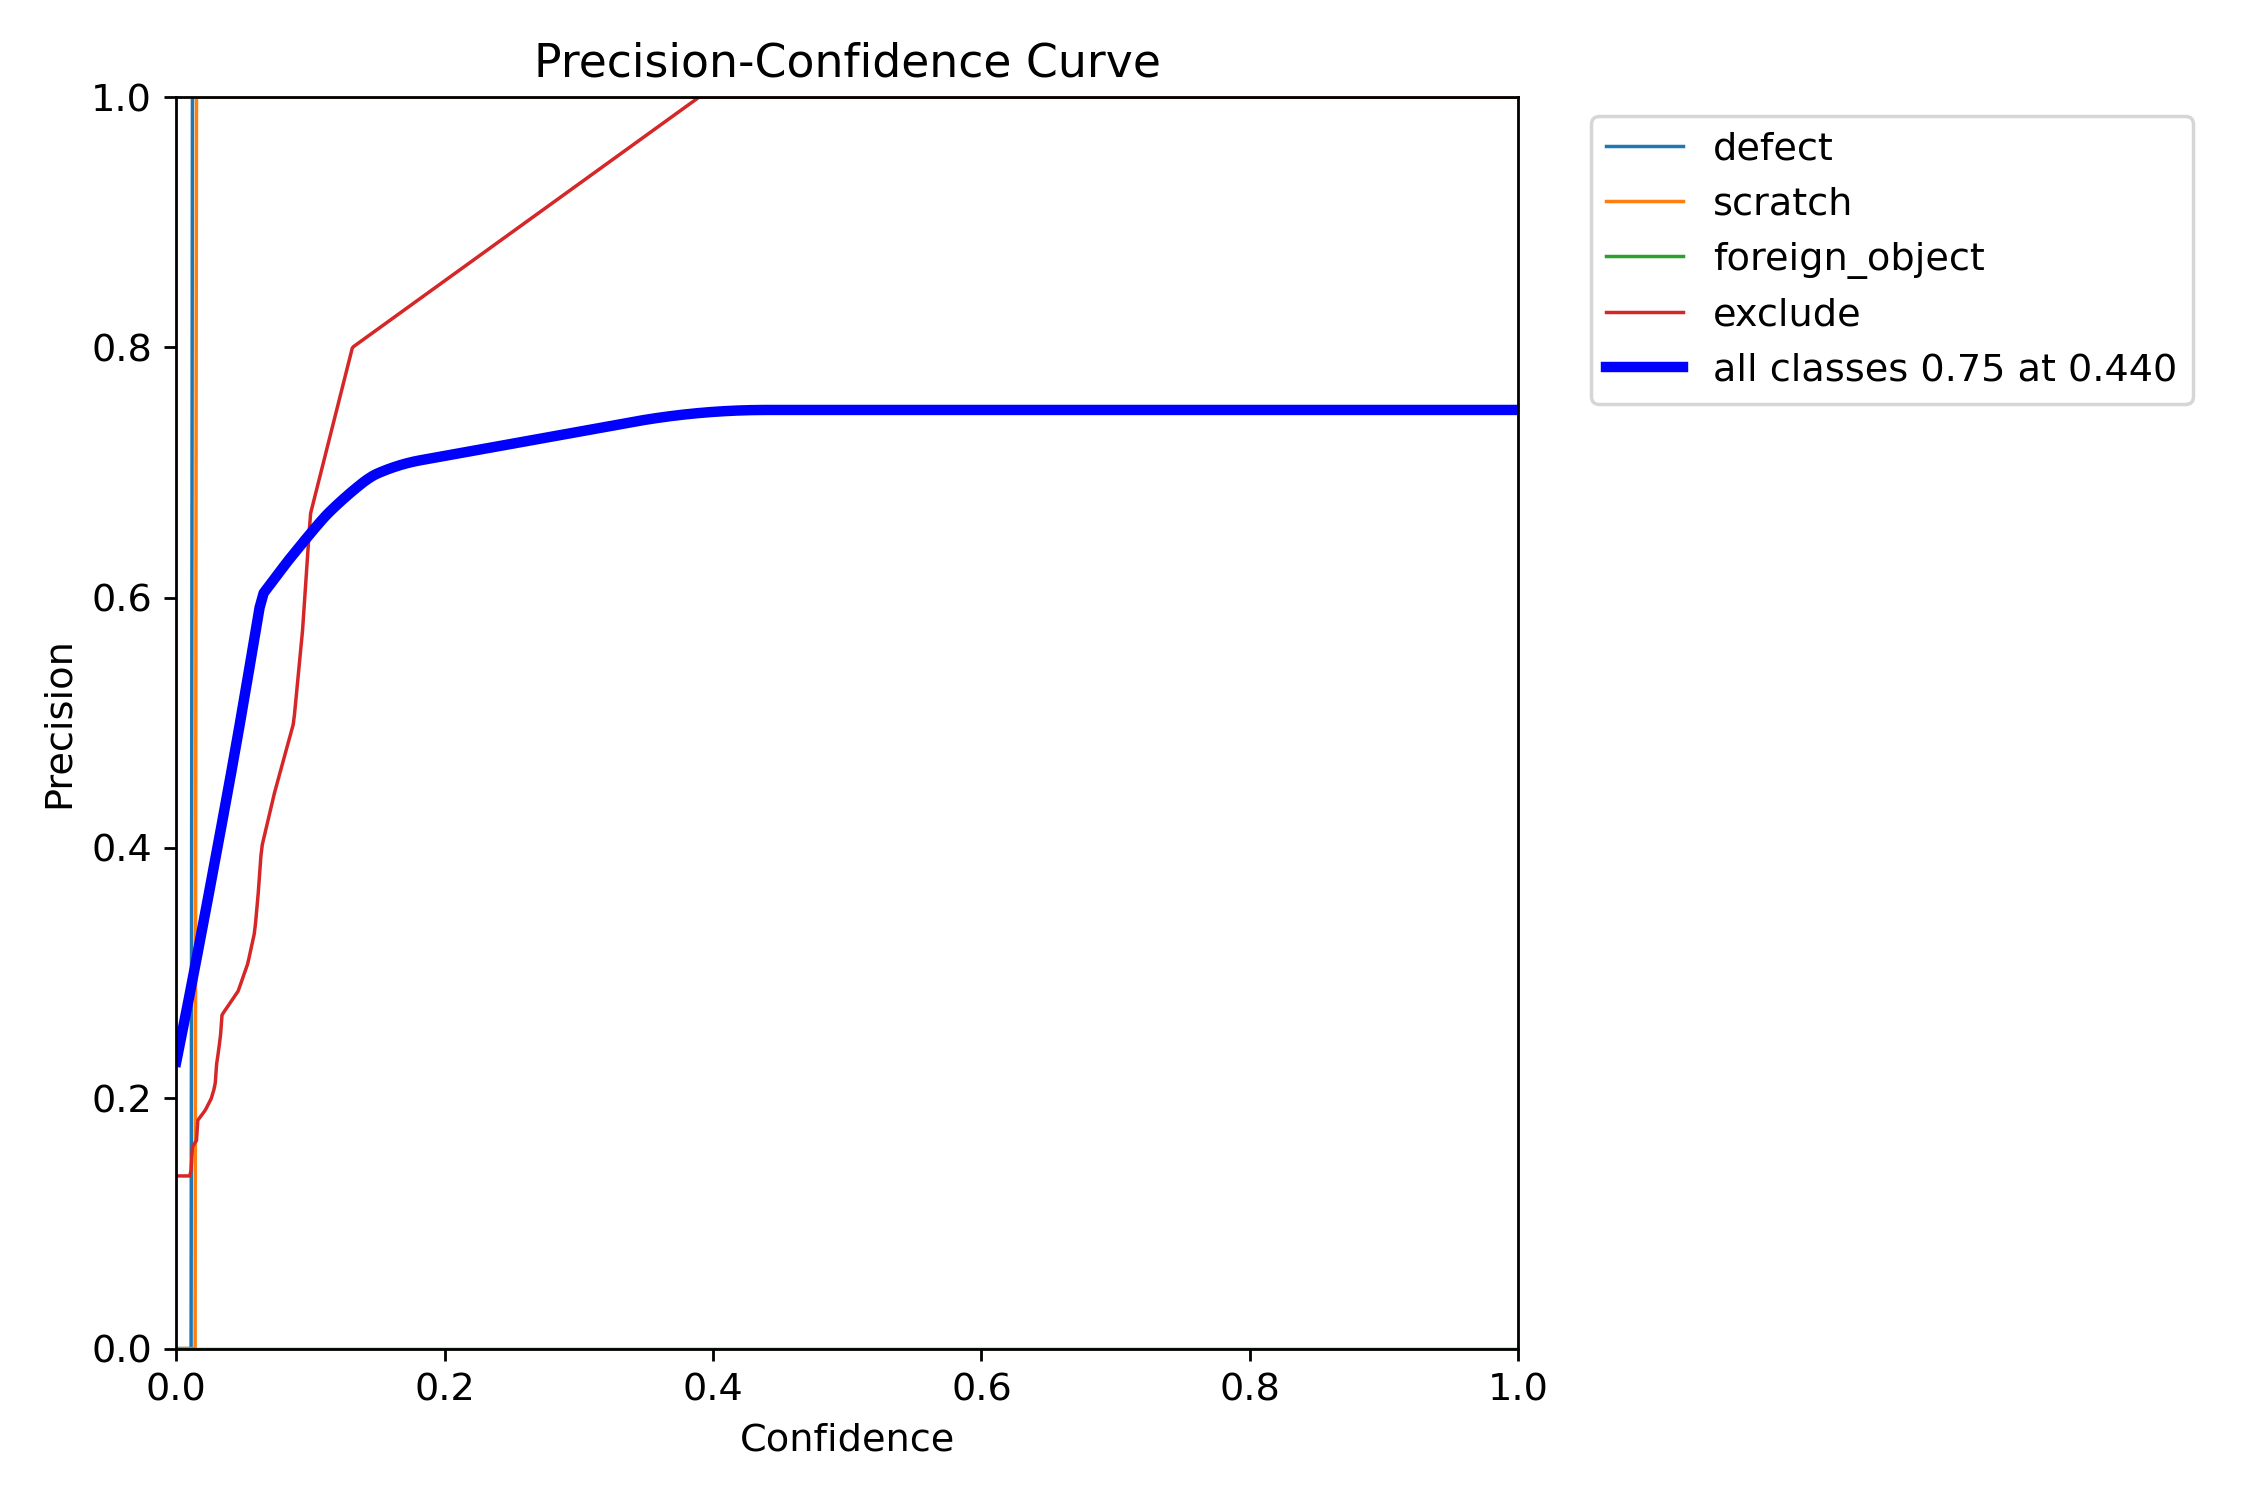 Precision-Confidence Curve
1.0
0.8
0.6
0.4
0.2
0.0
Precision
0.0 0.2 0.4 0.6 0.8 1.0
Confidence
defect
scratch
foreign_object
exclude
all classes 0.75 at 0.440